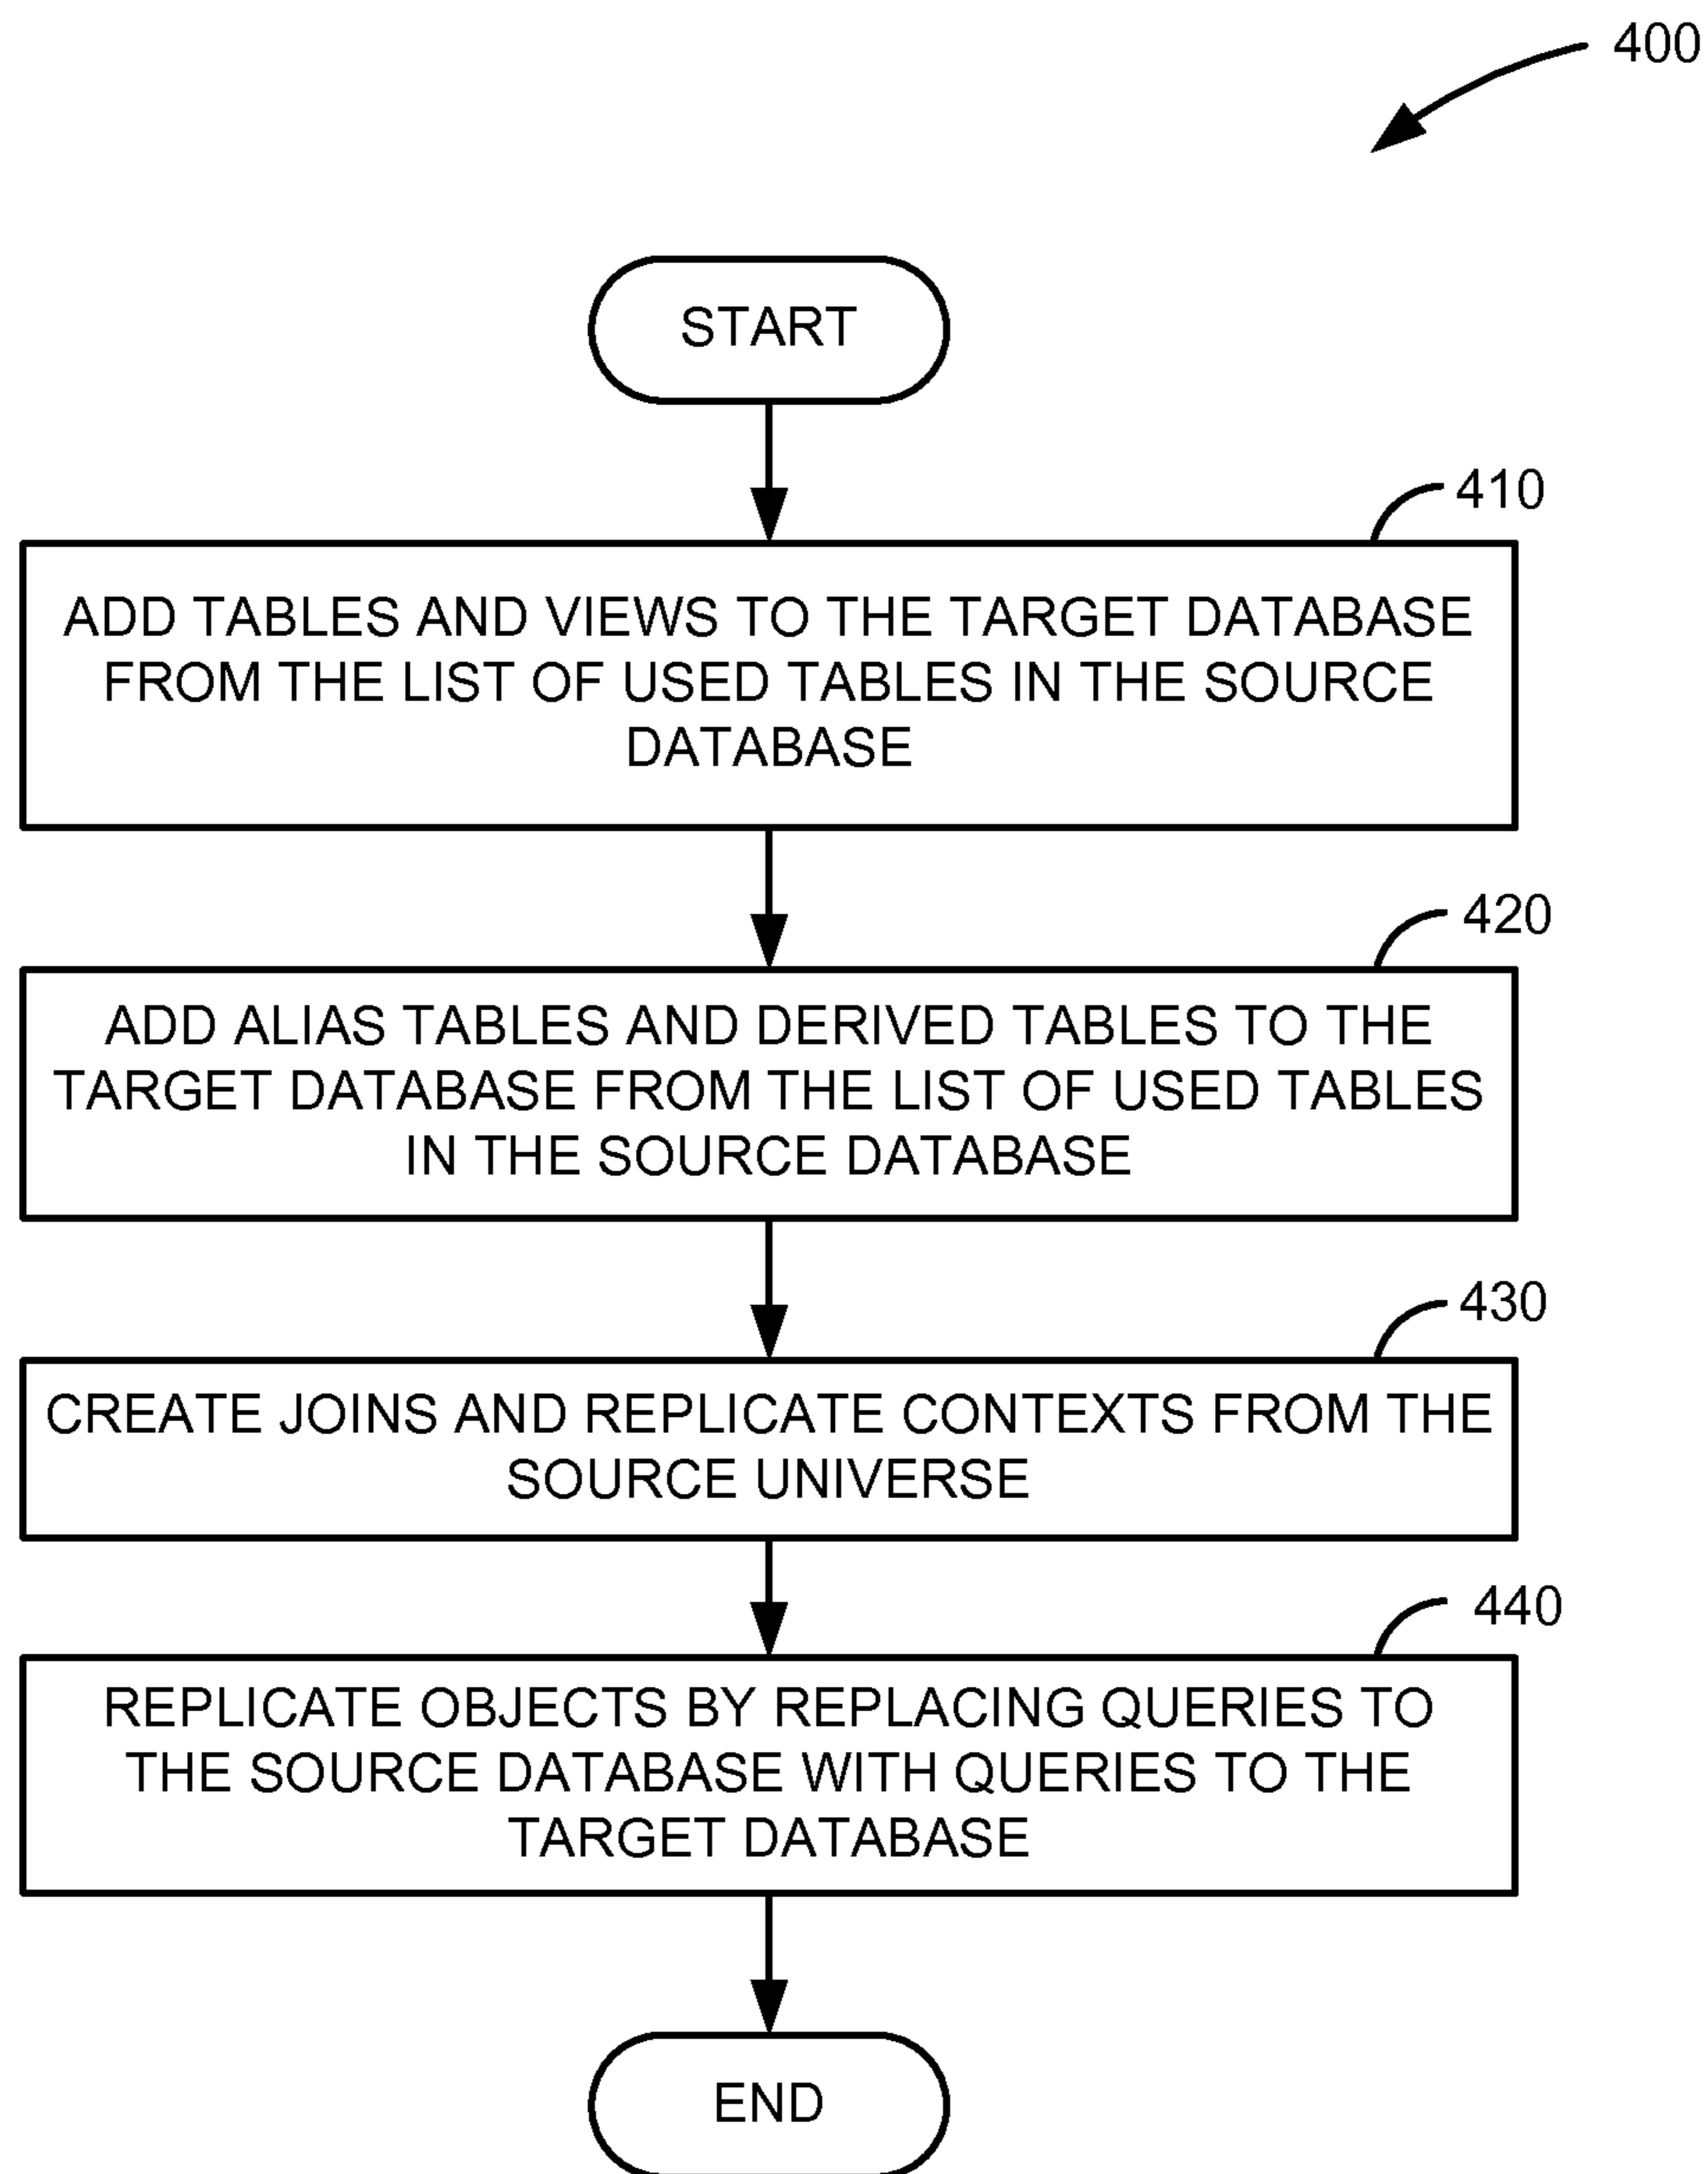 400
START
410
ADD TABLES AND VIEWS TO THE TARGET DATABASE
FROM THE LIST OF USED TABLES IN THE SOURCE
DATABASE
420
ADD ALIAS TABLES AND DERIVED TABLES TO THE
TARGET DATABASE FROM THE LIST OF USED TABLES
IN THE SOURCE DATABASE
430
CREATE JOINS AND REPLICATE CONTEXTS FROM THE
SOURCE UNIVERSE
440
REPLICATE OBJECTS BY REPLACING QUERIES TO
THE SOURCE DATABASE WITH QUERIES TO THE
TARGET DATABASE
END